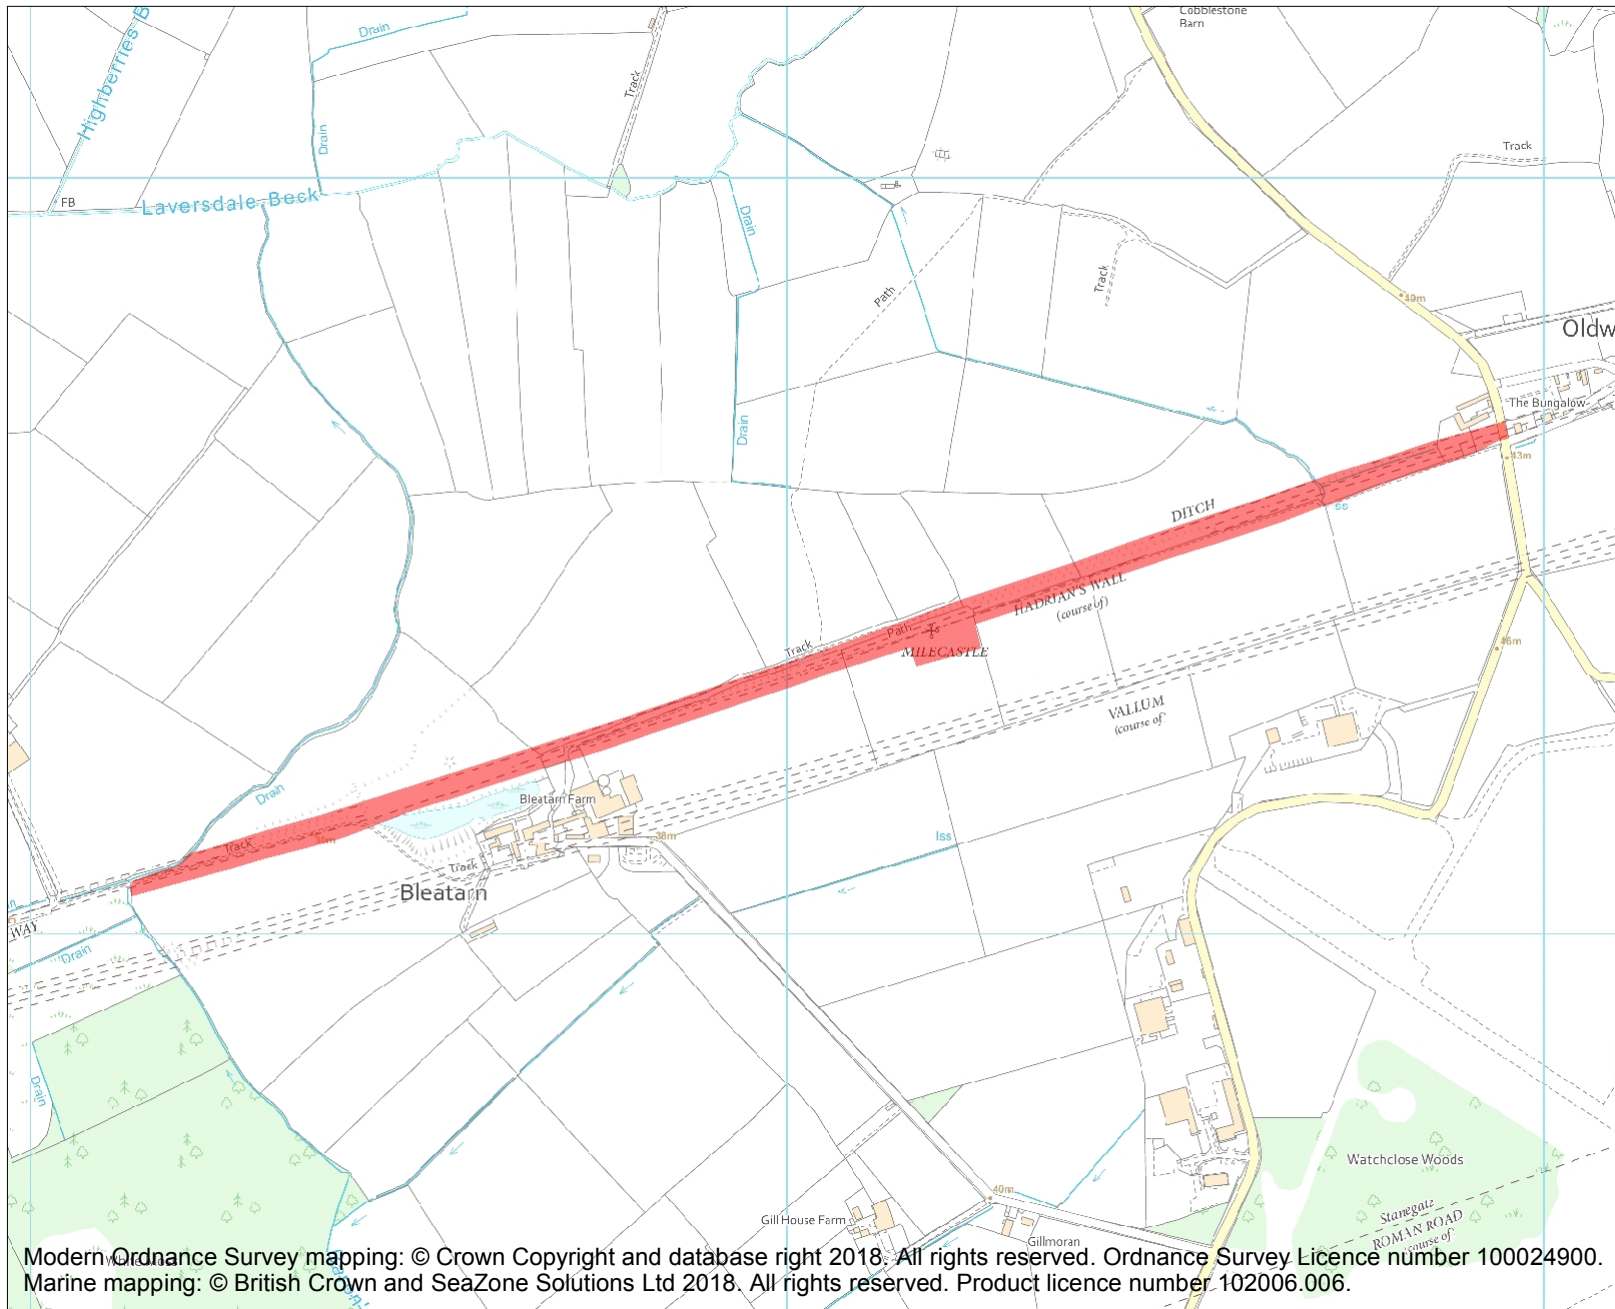 Cobblestone
Barn
Drain
Highberries B
Track
Drain
Track
FB
Laversdale Beck
Drain
Path
Track
40m
Oldw
The Bungalow
Drain
43m
DITCH
Iss
HADRIAN'S WALL
(course of)
Path
Track
MILECASTLE
46m
VALLUM
(course of
Drain
Bleatarn Farm
Track
38m
Iss
Track
Bleatarn
WAY
Drain
Drain
Watchclose Woods
40m
Gill House Farm
Stanegate
ROMAN ROAD
(course of
Gillmoran
White Moss
Modern Ordnance Survey mapping: © Crown Copyright and database right 2018. All rights reserved. Ordnance Survey Licence number 100024900.
Marine mapping: © British Crown and SeaZone Solutions Ltd 2018. All rights reserved. Product licence number 102006.006.